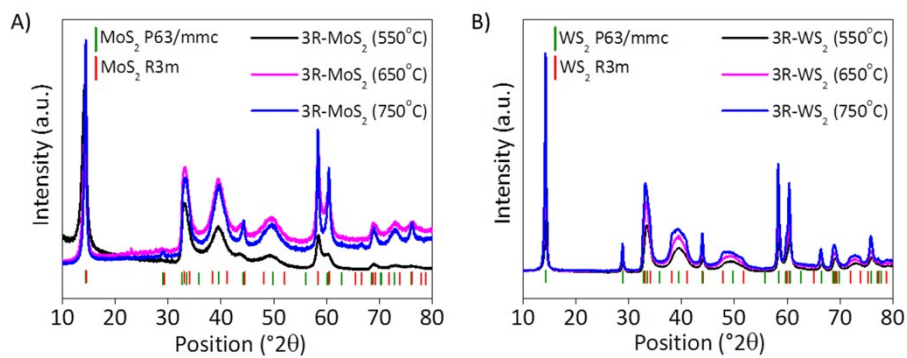 A)
MoS₂ P63/mmc
MoS₂ R3m
3R-MoS₂ (550°C)
3R-MoS₂ (650°C)
3R-MoS₂ (750°C)
Intensity (a.u.)
10 20 30 40 50 60 70 80
Position (°2θ)
B)
WS₂ P63/mmc
WS₂ R3m
3R-WS₂ (550°C)
3R-WS₂ (650°C)
3R-WS₂ (750°C)
Intensity (a.u.)
10 20 30 40 50 60 70 80
Position (°2θ)